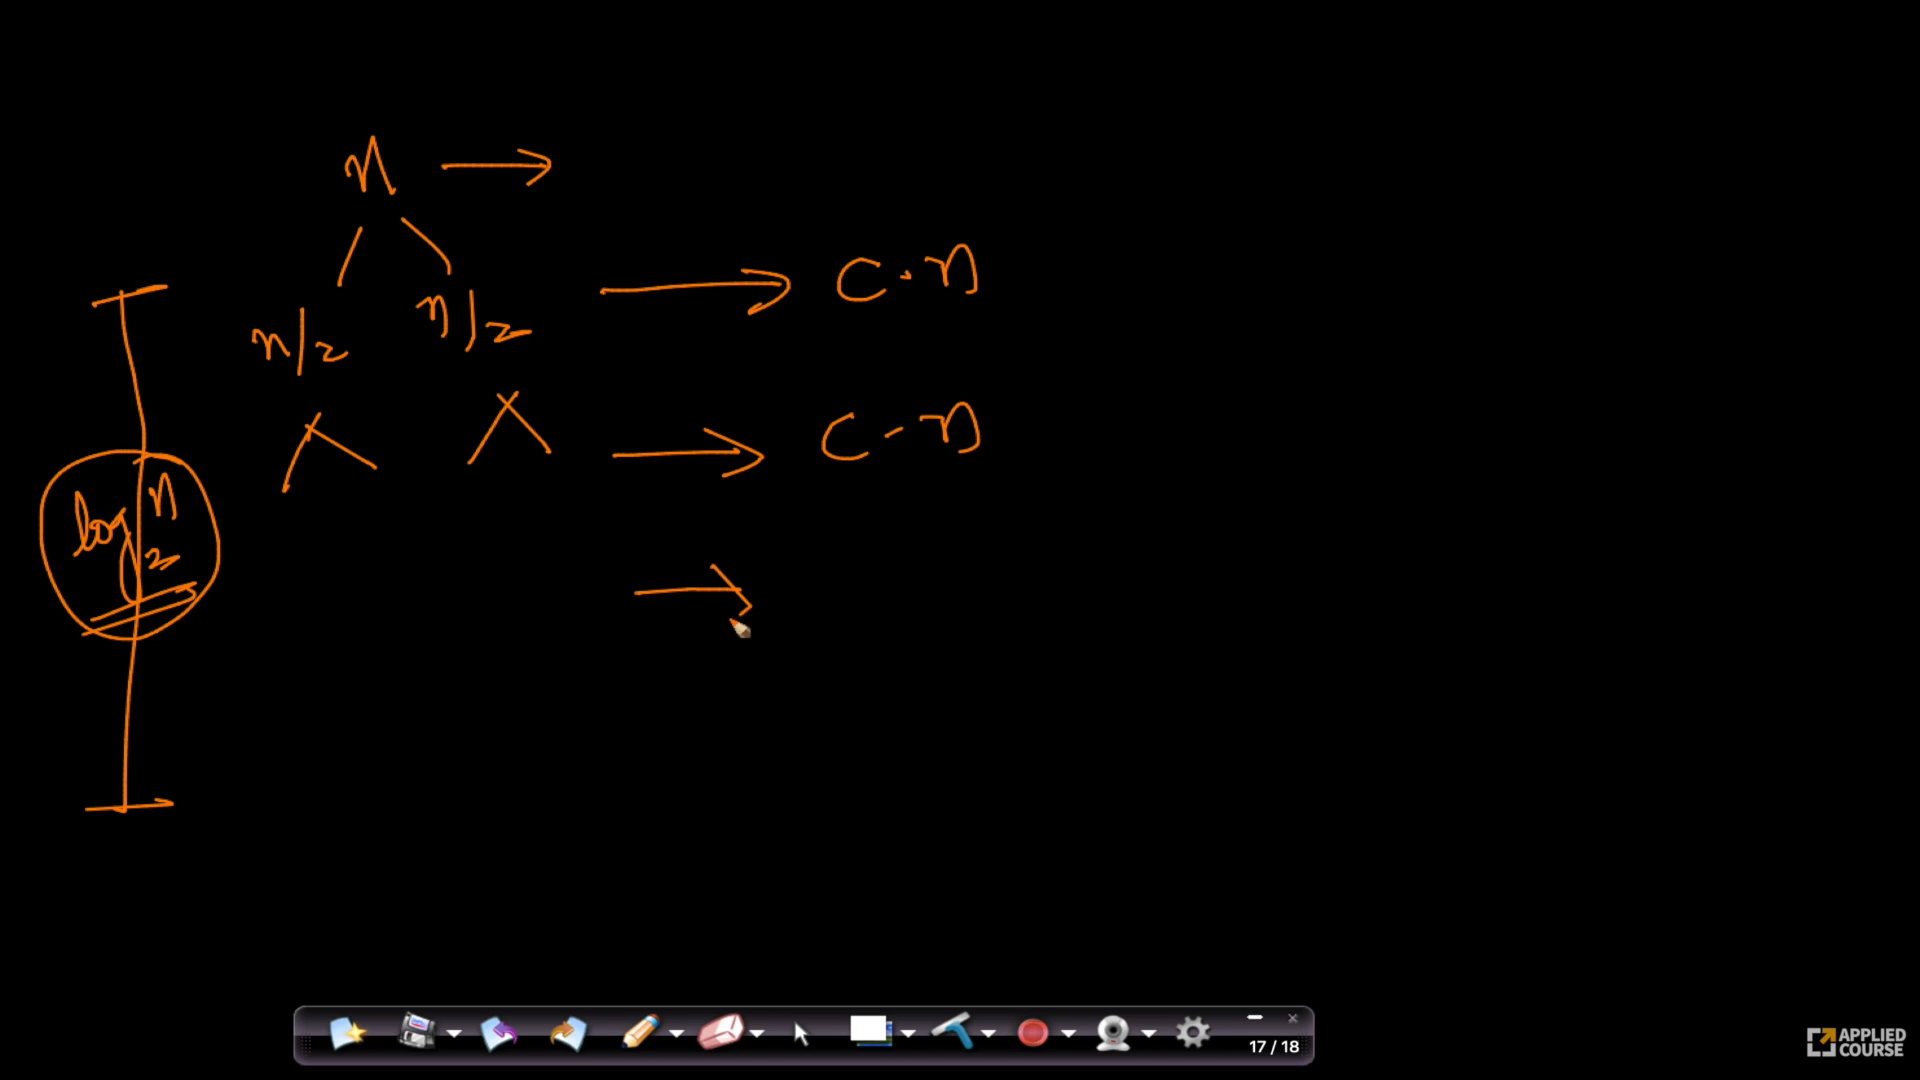 n →
n/2 n/2 → C · n
→ C - n
log n
2
→
17 / 18
APPLIED
COURSE